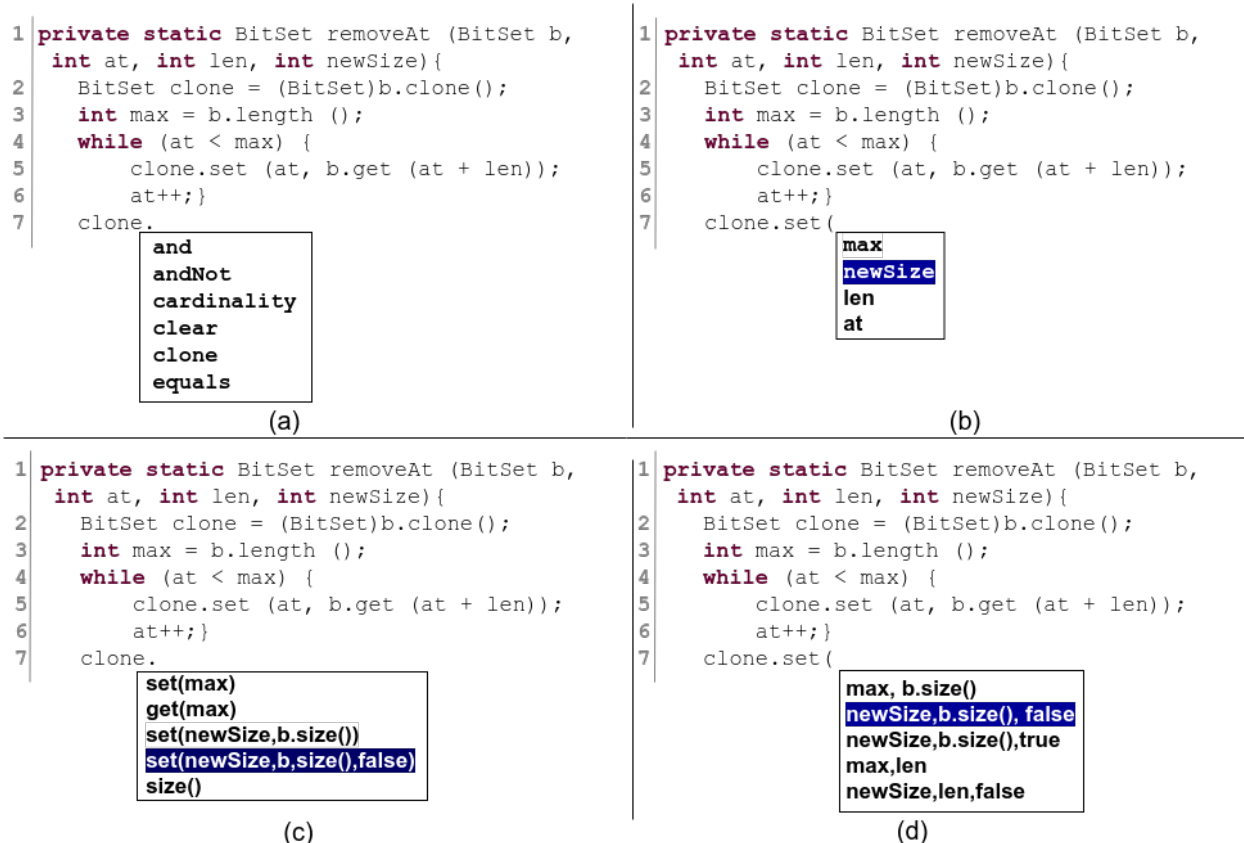 1 private static BitSet removeAt (BitSet b,
int at, int len, int newSize){
2 BitSet clone = (BitSet)b.clone();
3 int max = b.length ();
4 while (at < max) {
5 clone.set (at, b.get (at + len));
6 at++;}
7 clone.
and
andNot
cardinality
clear
clone
equals
(a)
1 private static BitSet removeAt (BitSet b,
int at, int len, int newSize){
2 BitSet clone = (BitSet)b.clone();
3 int max = b.length ();
4 while (at < max) {
5 clone.set (at, b.get (at + len));
6 at++;}
7 clone.set(
max
newSize
len
at
(b)
1 private static BitSet removeAt (BitSet b,
int at, int len, int newSize){
2 BitSet clone = (BitSet)b.clone();
3 int max = b.length ();
4 while (at < max) {
5 clone.set (at, b.get (at + len));
6 at++;}
7 clone.
set(max)
get(max)
set(newSize,b.size())
set(newSize,b,size(),false)
size()
(c)
1 private static BitSet removeAt (BitSet b,
int at, int len, int newSize){
2 BitSet clone = (BitSet)b.clone();
3 int max = b.length ();
4 while (at < max) {
5 clone.set (at, b.get (at + len));
6 at++;}
7 clone.set(
max, b.size()
newSize,b.size(), false
newSize,b.size(),true
max,len
newSize,len,false
(d)